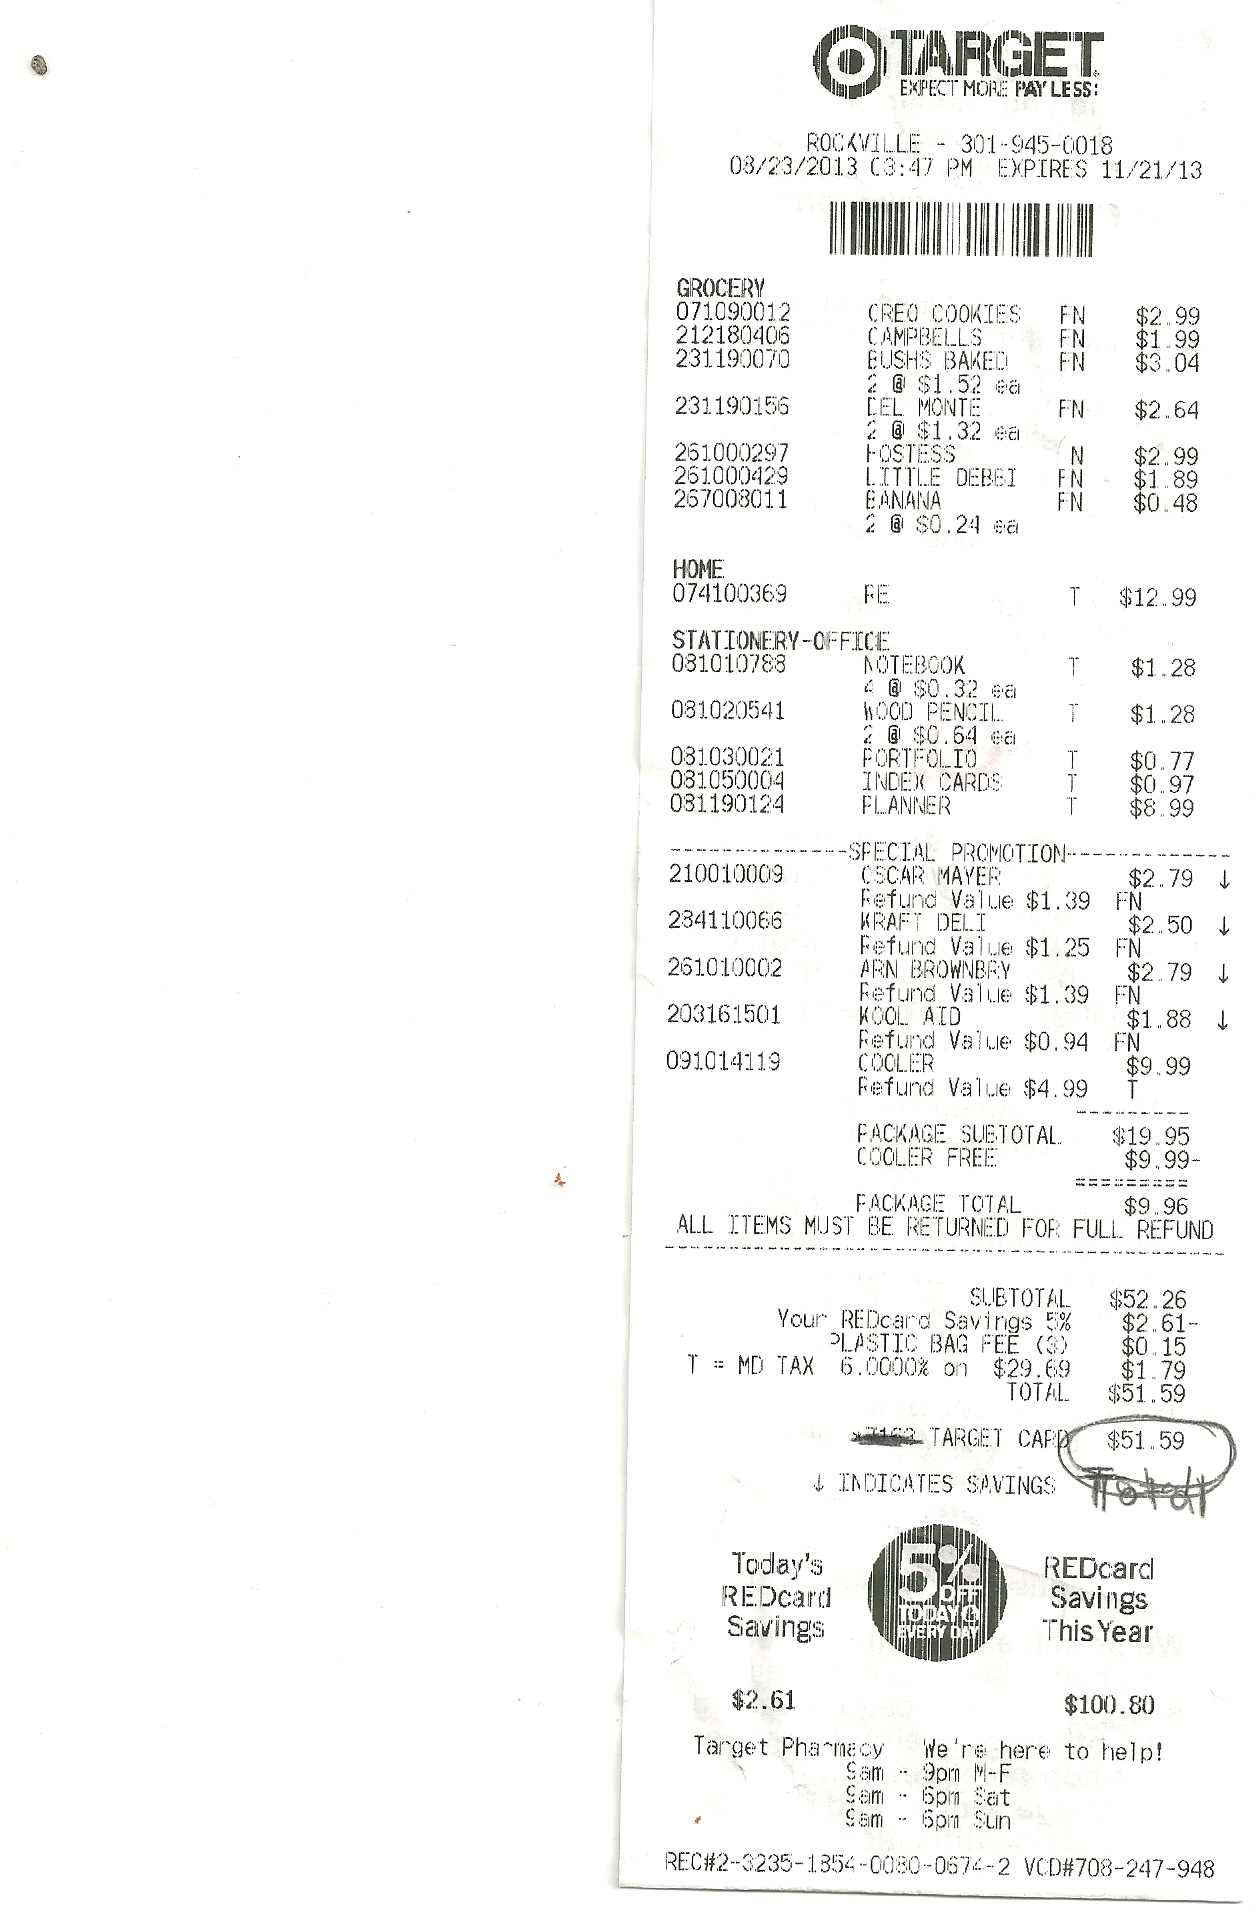 TARGET
EXPECT MORE PAY LESS.
ROCKVILLE - 301-945-0018
08/23/2013 03:47 PM EXPIRES 11/21/13
GROCERY
071090012 OREO COOKIES FN $2.99
212180406 CAMPBELLS FN $1.99
231190070 BUSHS BAKED FN $3.04
2 @ $1.52 ea
231190156 DEL MONTE FN $2.64
2 @ $1.32 ea
261000297 HOSTESS N $2.99
261000429 LITTLE DEBBI FN $1.89
267008011 BANANA FN $0.48
2 @ $0.24 ea
HOME
074100369 RE T $12.99
STATIONERY-OFFICE
081010788 NOTEBOOK T $1.28
4 @ $0.32 ea
081020541 WOOD PENCIL T $1.28
2 @ $0.64 ea
081030021 PORTFOLIO T $0.77
081050004 INDEX CARDS T $0.97
081190124 PLANNER T $8.99
---------------SPECIAL PROMOTION--------------
210010009 OSCAR MAYER $2.79 ↓
Refund Value $1.39 FN
284110066 KRAFT DELI $2.50 ↓
Refund Value $1.25 FN
261010002 ARN BROWNBRY $2.79 ↓
Refund Value $1.39 FN
203161501 KOOL AID $1.88 ↓
Refund Value $0.94 FN
091014119 COOLER $9.99
Refund Value $4.99 T
PACKAGE SUBTOTAL $19.95
COOLER FREE $9.99-
PACKAGE TOTAL $9.96
ALL ITEMS MUST BE RETURNED FOR FULL REFUND
SUBTOTAL $52.26
Your REDcard Savings 5% $2.61-
PLASTIC BAG FEE (3) $0.15
T = MD TAX 6.0000% on $29.69 $1.79
TOTAL $51.59
TARGET CARD $51.59
↓ INDICATES SAVINGS Total
Today's REDcard Savings
5% OFF TODAY & EVERY DAY
REDcard Savings This Year
$2.61 $100.80
Target Pharmacy We're here to help!
9am - 9pm M-F
9am - 6pm Sat
9am - 6pm Sun
REC#2-3235-1854-0080-0674-2 VCD#708-247-948